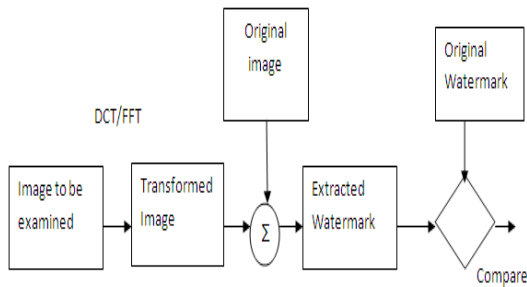 Original
image
Original
Watermark
DCT/FFT
Image to be
examined
Transformed
Image
Σ
Extracted
Watermark
Compare